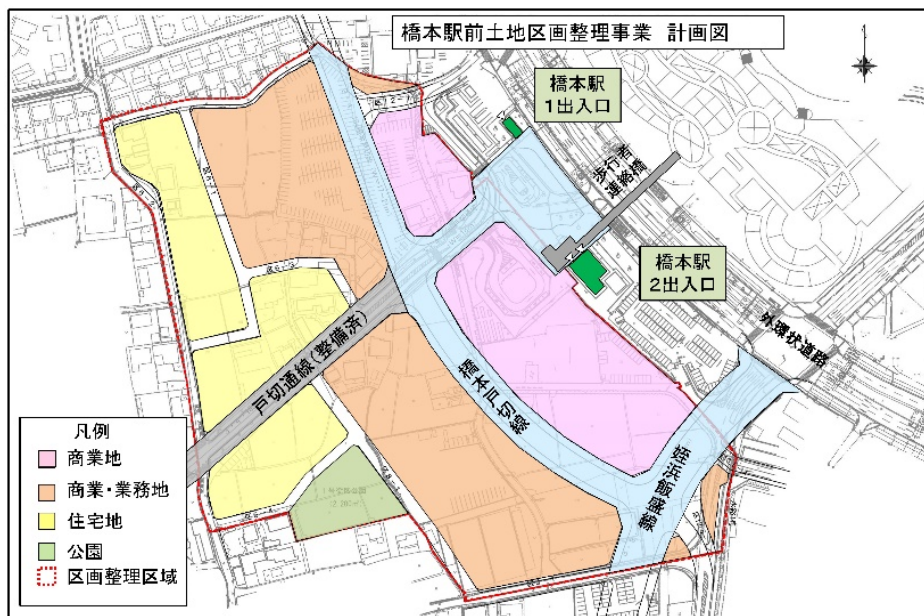 橋本駅前土地区画整理事業 計画図
橋本駅
1出入口
歩行者
連絡橋
橋本駅
2出入口
外環状道路
戸切通線(整備済)
橋本戸切線
姪浜飯盛線
凡例
商業地
商業・業務地
住宅地
公園
区画整理区域